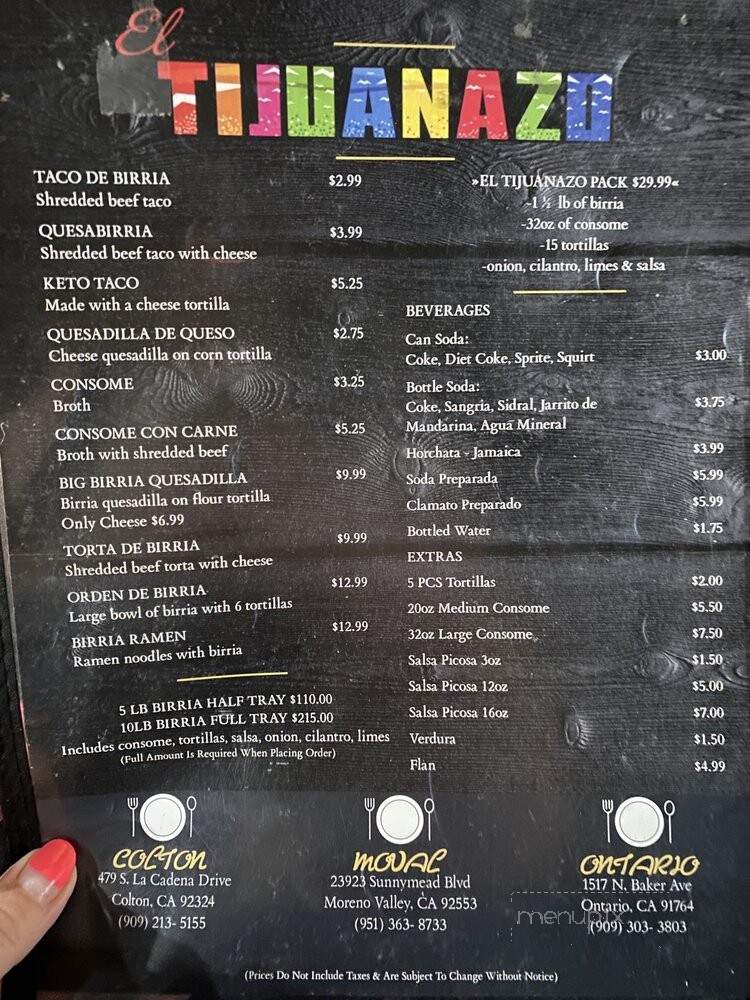 El
TIJUANAZO
TACO DE BIRRIA $2.99
Shredded beef taco
QUESABIRRIA $3.99
Shredded beef taco with cheese
KETO TACO $5.25
Made with a cheese tortilla
QUESADILLA DE QUESO $2.75
Cheese quesadilla on corn tortilla
CONSOME $3.25
Broth
CONSOME CON CARNE $5.25
Broth with shredded beef
BIG BIRRIA QUESADILLA $9.99
Birria quesadilla on flour tortilla
Only Cheese $6.99
TORTA DE BIRRIA $9.99
Shredded beef torta with cheese
ORDEN DE BIRRIA $12.99
Large bowl of birria with 6 tortillas
BIRRIA RAMEN $12.99
Ramen noodles with birria
5 LB BIRRIA HALF TRAY $110.00
10LB BIRRIA FULL TRAY $215.00
Includes consome, tortillas, salsa, onion, cilantro, limes
(Full Amount Is Required When Placing Order)
»EL TIJUANAZO PACK $29.99«
-1 ½ lb of birria
-32oz of consome
-15 tortillas
-onion, cilantro, limes & salsa
BEVERAGES
Can Soda:
Coke, Diet Coke, Sprite, Squirt $3.00
Bottle Soda:
Coke, Sangria, Sidral, Jarrito de $3.75
Mandarina, Agua Mineral
Horchata - Jamaica $3.99
Soda Preparada $5.99
Clamato Preparado $5.99
Bottled Water $1.75
EXTRAS
5 PCS Tortillas $2.00
20oz Medium Consome $5.50
32oz Large Consome $7.50
Salsa Picosa 3oz $1.50
Salsa Picosa 12oz $5.00
Salsa Picosa 16oz $7.00
Verdura $1.50
Flan $4.99
COLTON
479 S. La Cadena Drive
Colton, CA 92324
(909) 213- 5155
MOVAL
23923 Sunnymead Blvd
Moreno Valley, CA 92553
(951) 363- 8733
ONTARIO
1517 N. Baker Ave
Ontario, CA 91764
(909) 303- 3803
menupix
(Prices Do Not Include Taxes & Are Subject To Change Without Notice)